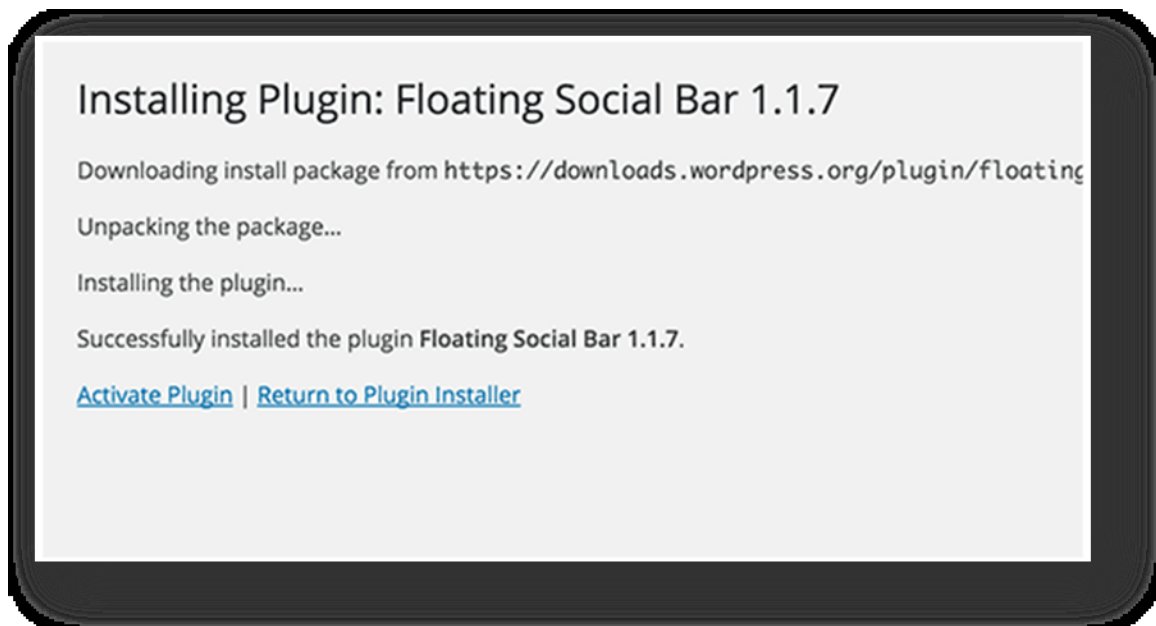 Installing Plugin: Floating Social Bar 1.1.7
Downloading install package from https://downloads.wordpress.org/plugin/floating
Unpacking the package...
Installing the plugin...
Successfully installed the plugin Floating Social Bar 1.1.7.
Activate Plugin | Return to Plugin Installer